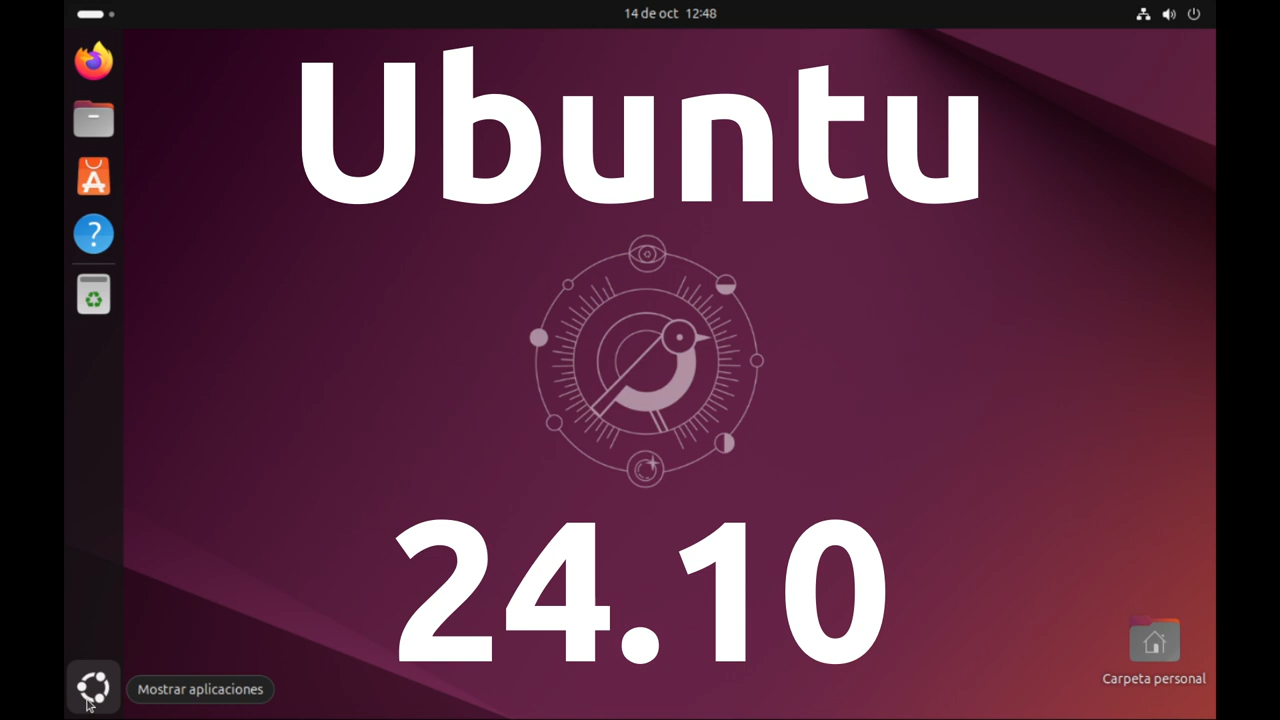 14 de oct 12:48
Ubuntu
24.10
Carpeta personal
Mostrar aplicaciones